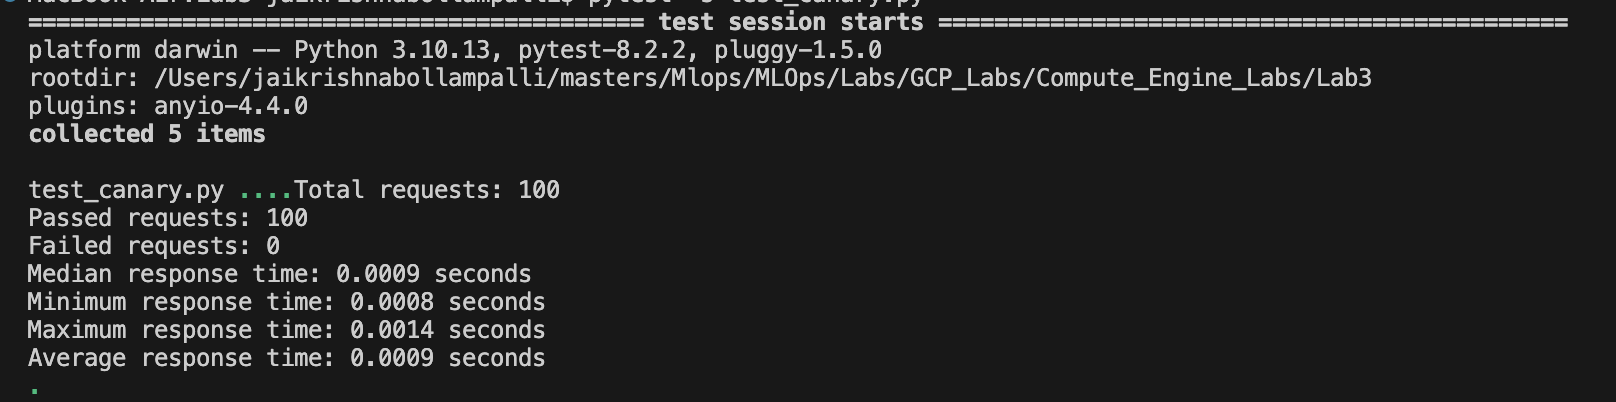 ============================================ test session starts =============================================
platform darwin -- Python 3.10.13, pytest-8.2.2, pluggy-1.5.0
rootdir: /Users/jaikrishnabollampalli/masters/Mlops/MLOps/Labs/GCP_Labs/Compute_Engine_Labs/Lab3
plugins: anyio-4.4.0
collected 5 items
test_canary.py ....Total requests: 100
Passed requests: 100
Failed requests: 0
Median response time: 0.0009 seconds
Minimum response time: 0.0008 seconds
Maximum response time: 0.0014 seconds
Average response time: 0.0009 seconds
.